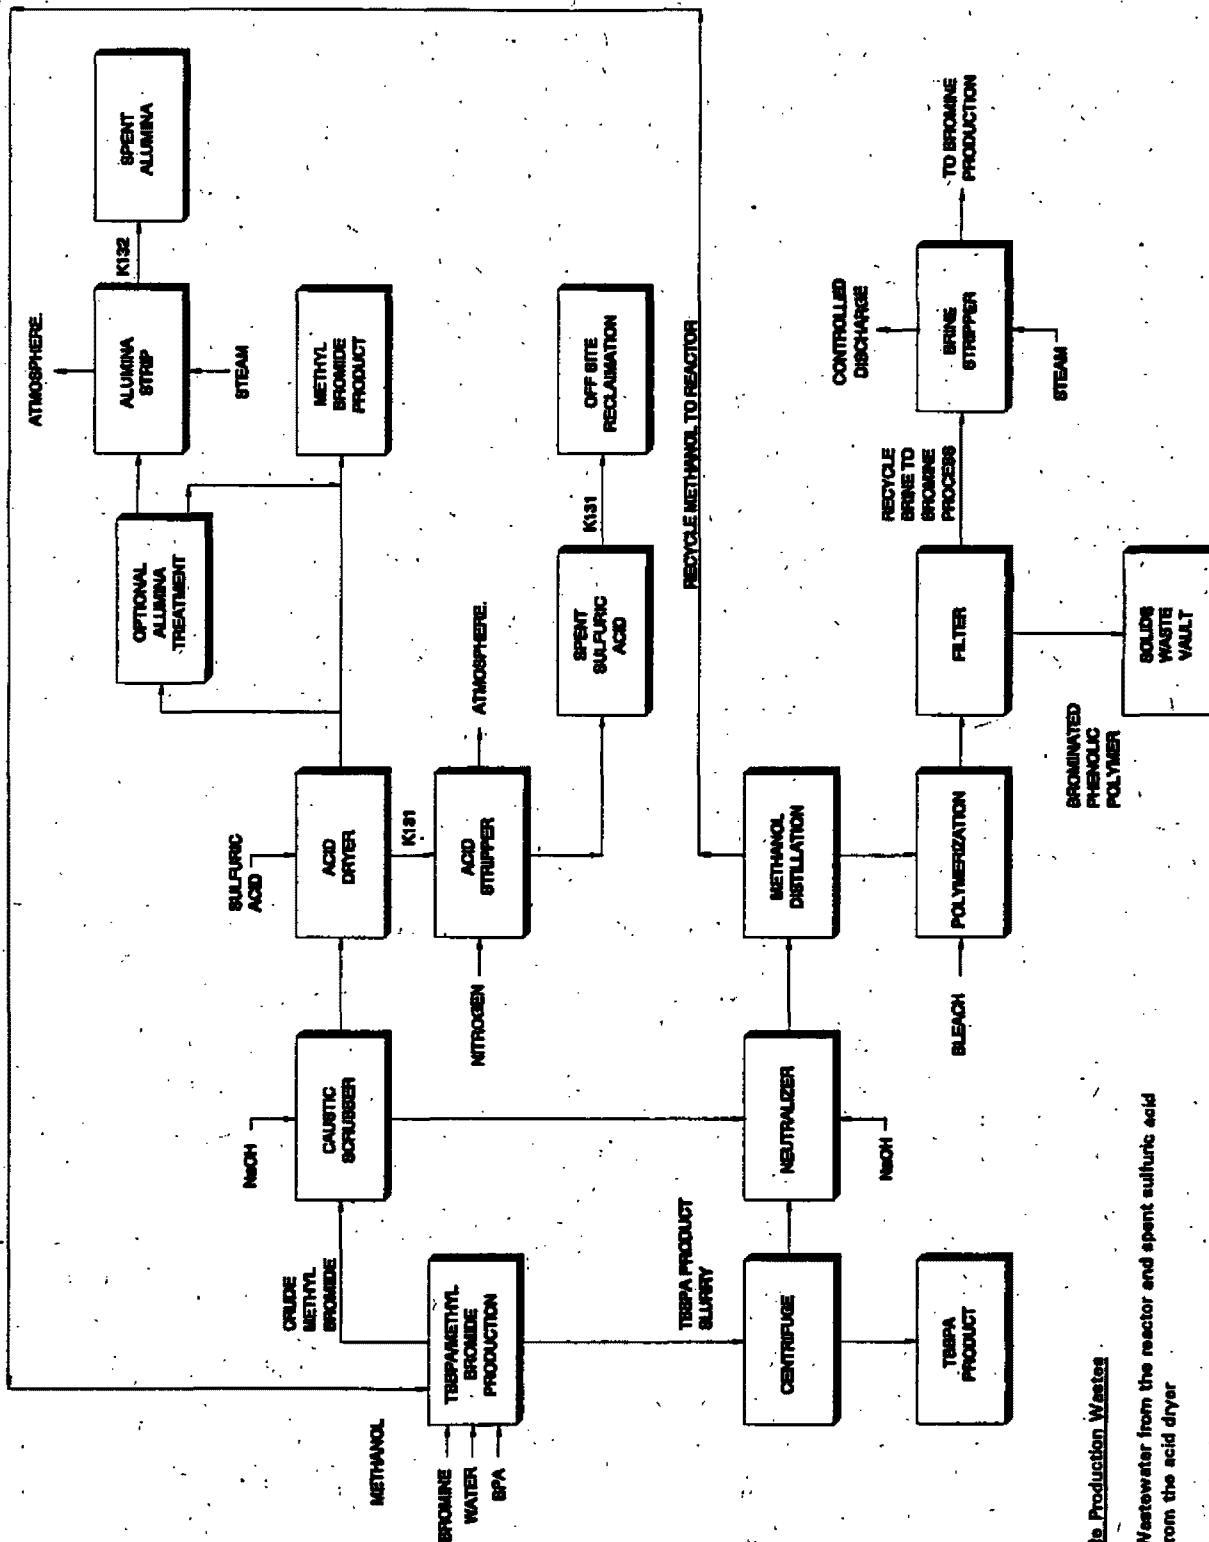 ATMOSPHERE.
ALUMINA
STRIP
K132
SPENT
ALUMINA
STEAM
OPTIONAL
ALUMINA
TREATMENT
METHYL
BROMIDE
PRODUCT
SULFURIC
ACID
ACID
DRYER
K131
NaOH
CAUSTIC
SCRUBBER
CRUDE
METHYL
BROMIDE
METHANOL
BROMINE
WATER
BPA
TBBPA/METHYL
BROMIDE
PRODUCTION
NITROGEN
ACID
STRIPPER
ATMOSPHERE.
SPENT
SULFURIC
ACID
K131
OFF SITE
RECLAMATION
RECYCLE METHANOL TO REACTOR
TBBPA PRODUCT
SLURRY
CENTRIFUGE
NEUTRALIZER
NaOH
METHANOL
DISTILLATION
TBBPA
PRODUCT
BLEACH
POLYMERIZATION
FILTER
RECYCLE
BRINE TO
BROMINE
PROCESS
CONTROLLED
DISCHARGE
BRINE
STRIPPER
STEAM
TO BROMINE
PRODUCTION
BROMINATED
PHENOLIC
POLYMER
SOLIDS
WASTE
VAULT
Production Wastes
Wastewater from the reactor and spent sulfuric acid
from the acid dryer